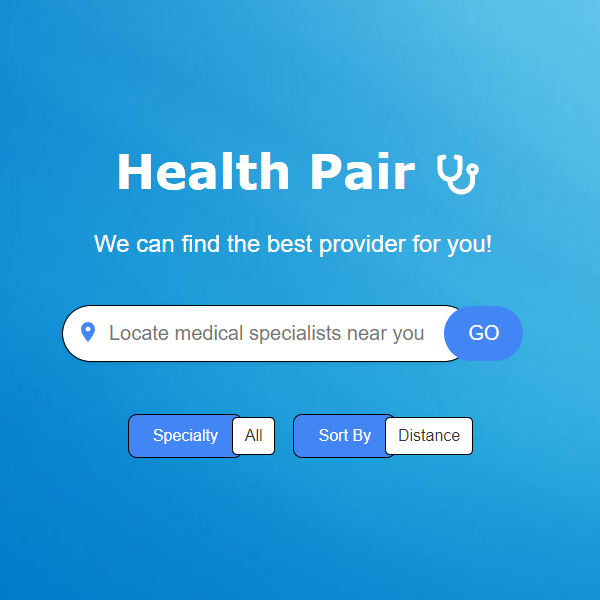 Health Pair
We can find the best provider for you!
Locate medical specialists near you GO
Specialty All Sort By Distance